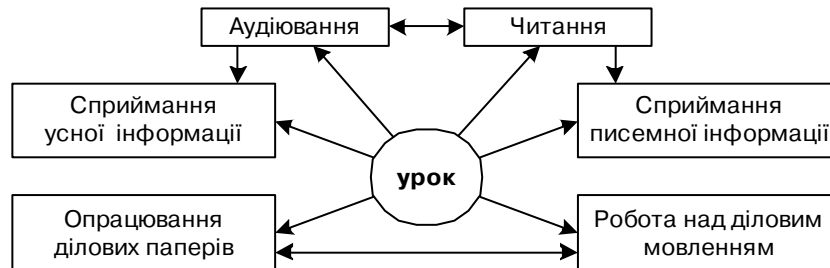 Аудіювання
Читання
Сприймання
усної інформації
Сприймання
писемної інформації
урок
Опрацювання
ділових паперів
Робота над діловим
мовленням